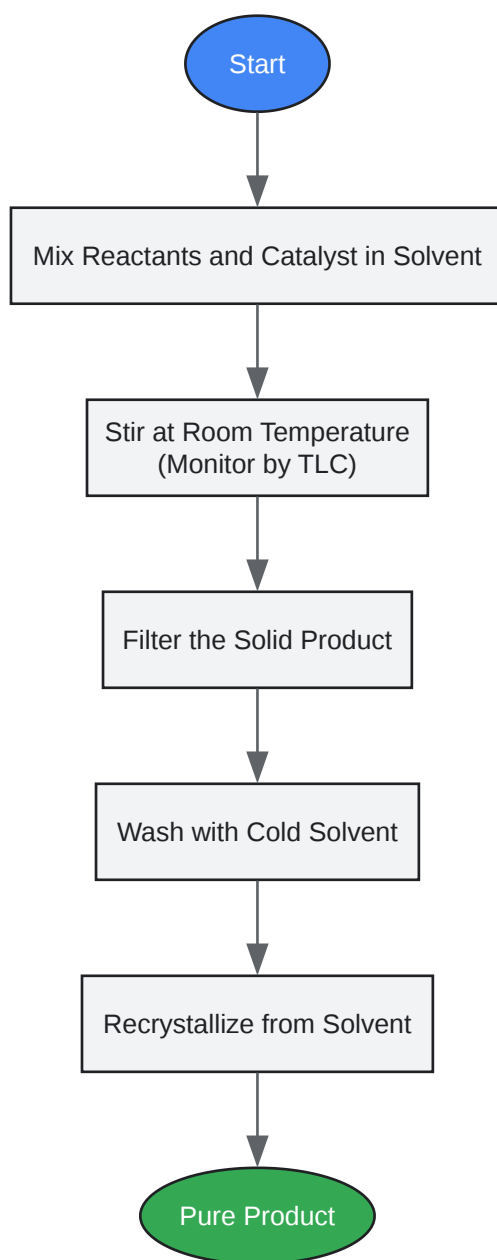 Start
Mix Reactants and Catalyst in Solvent
Stir at Room Temperature
(Monitor by TLC)
Filter the Solid Product
Wash with Cold Solvent
Recrystallize from Solvent
Pure Product